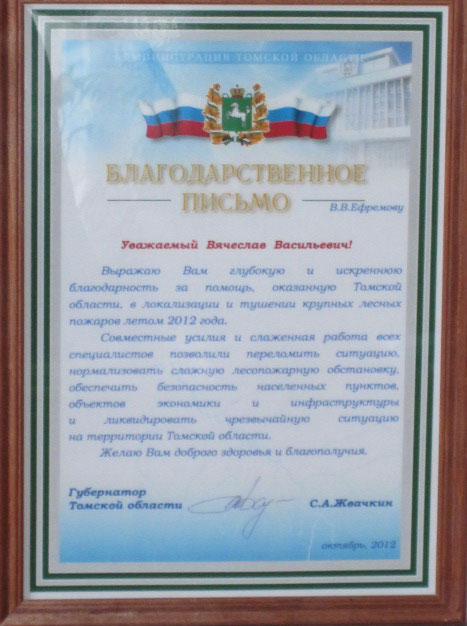 АДМИНИСТРАЦИЯ ТОМСКОЙ ОБЛАСТИ
БЛАГОДАРСТВЕННОЕ
ПИСЬМО
В.В.Ефремову
Уважаемый Вячеслав Васильевич!
Выражаю Вам глубокую и искреннюю
благодарность за помощь, оказанную Томской
области, в локализации и тушении крупных лесных
пожаров летом 2012 года.
Совместные усилия и слаженная работа всех
специалистов позволили переломить ситуацию,
нормализовать сложную лесопожарную обстановку,
обеспечить безопасность населенных пунктов,
объектов экономики и инфраструктуры
и ликвидировать чрезвычайную ситуацию
на территории Томской области.
Желаю Вам доброго здоровья и благополучия.
Губернатор
Томской области С.А.Жвачкин
октябрь, 2012